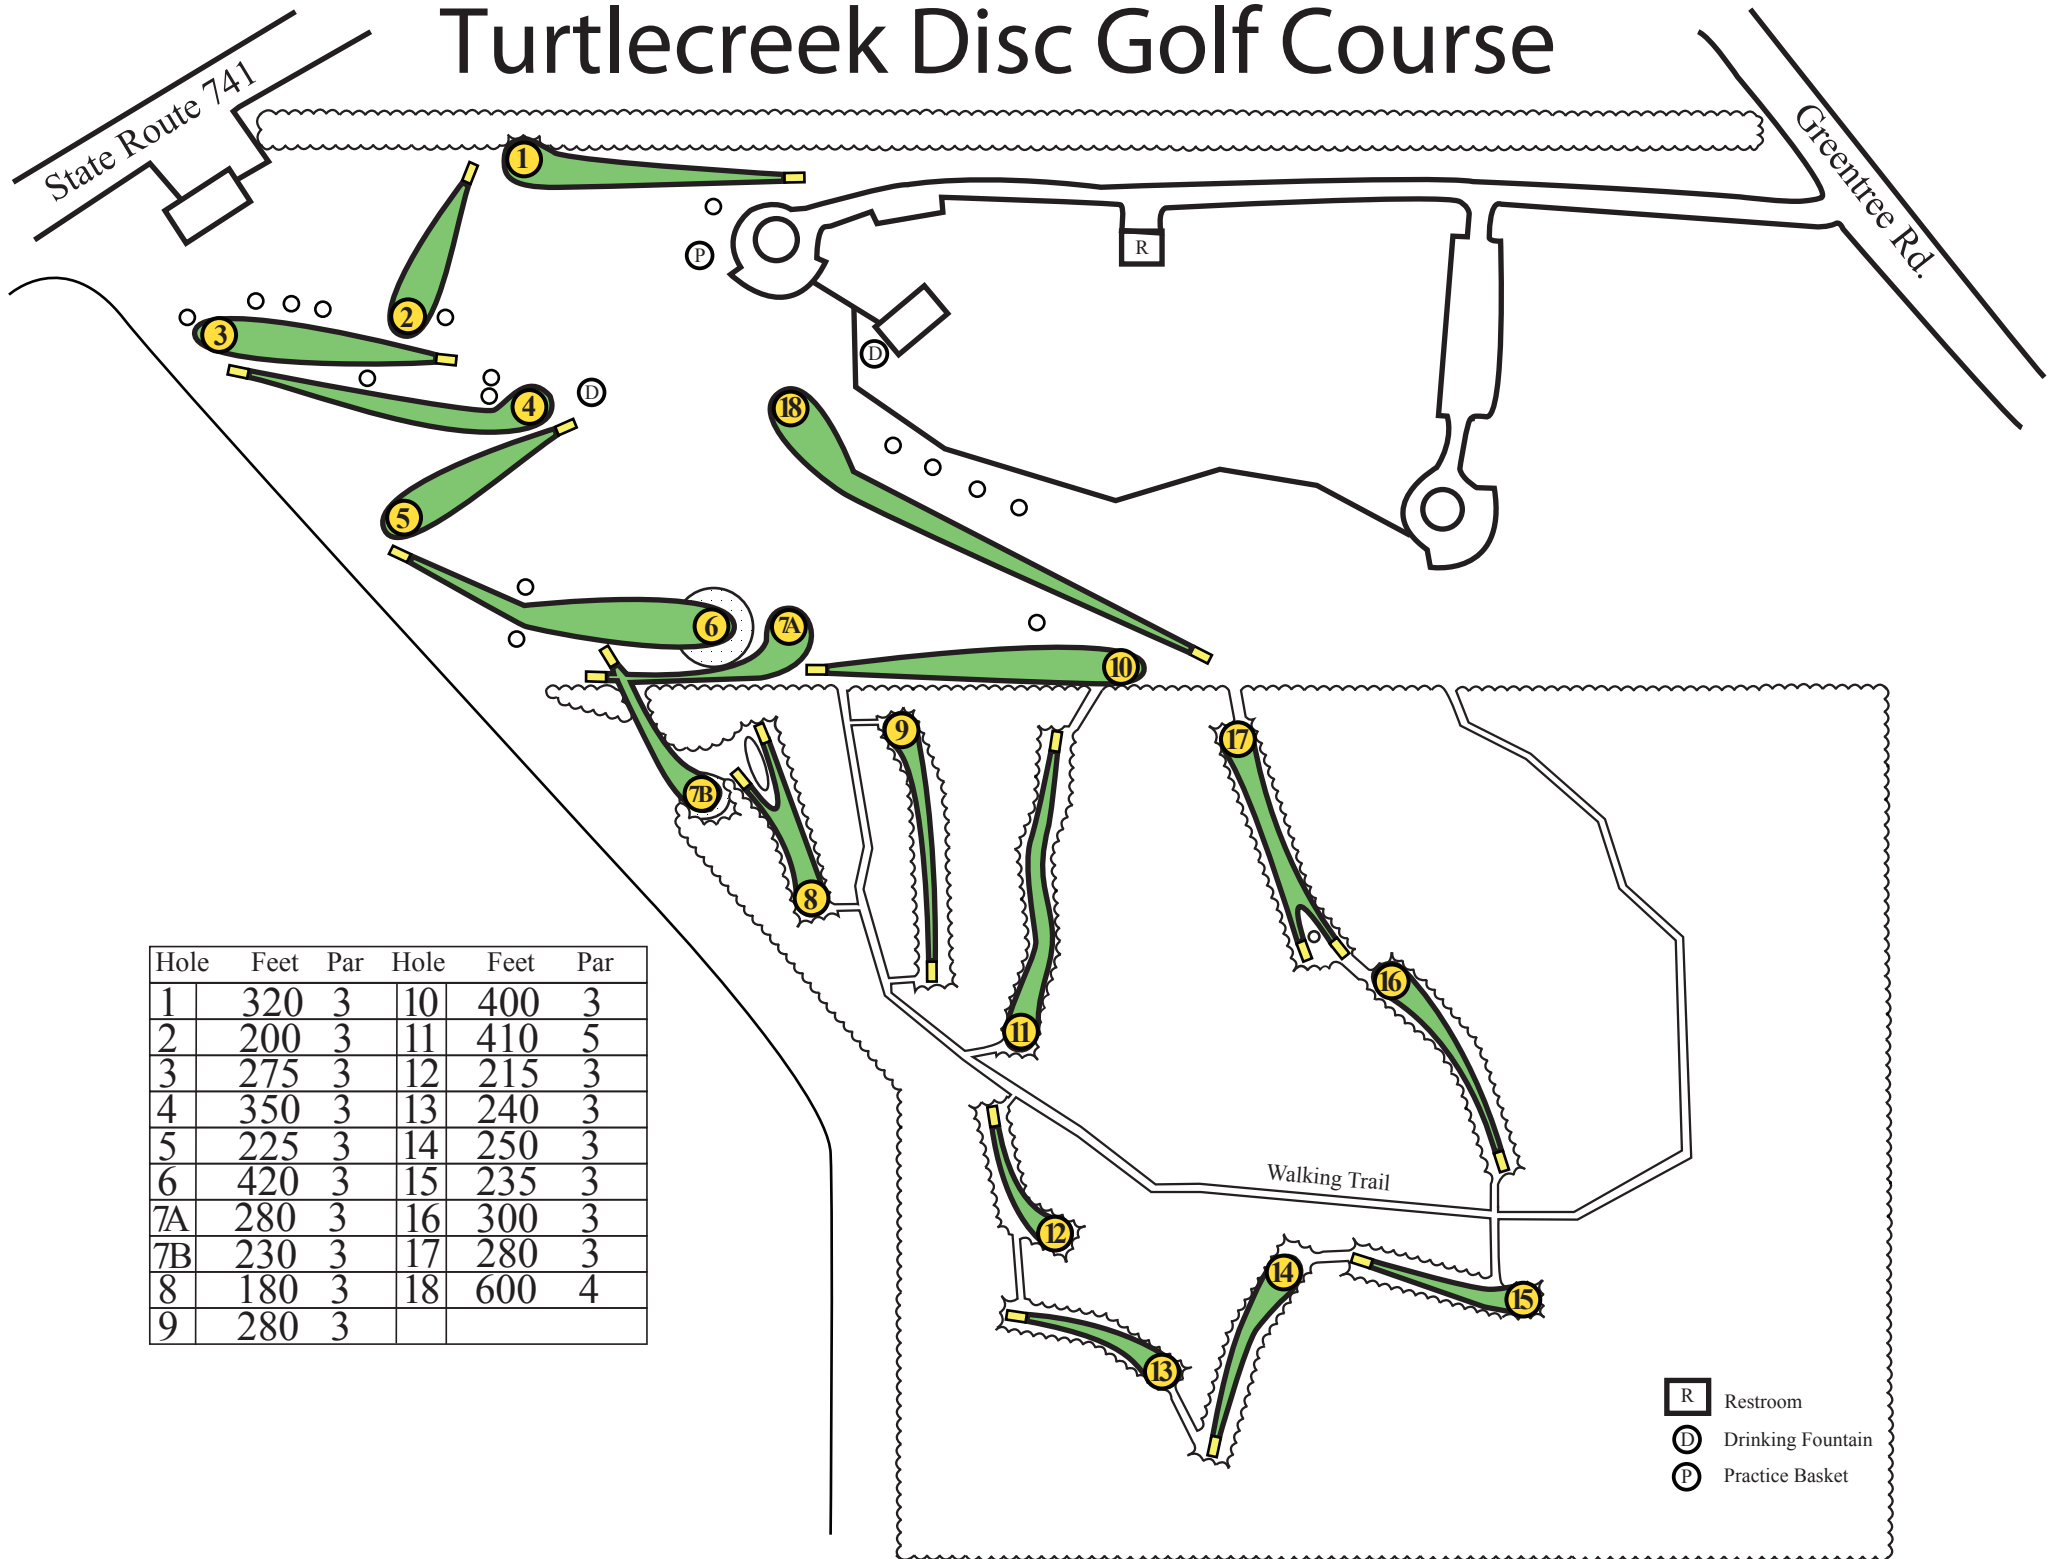 Turtlecreek Disc Golf Course
State Route 741
Greentree Rd.
1
2
3
4
5
6
7A
7B
8
9
10
11
12
13
14
15
16
17
18
P
R
D
D
Walking Trail
Hole Feet Par Hole Feet Par
1 320 3 10 400 3
2 200 3 11 410 5
3 275 3 12 215 3
4 350 3 13 240 3
5 225 3 14 250 3
6 420 3 15 235 3
7A 280 3 16 300 3
7B 230 3 17 280 3
8 180 3 18 600 4
9 280 3
R Restroom
D Drinking Fountain
P Practice Basket